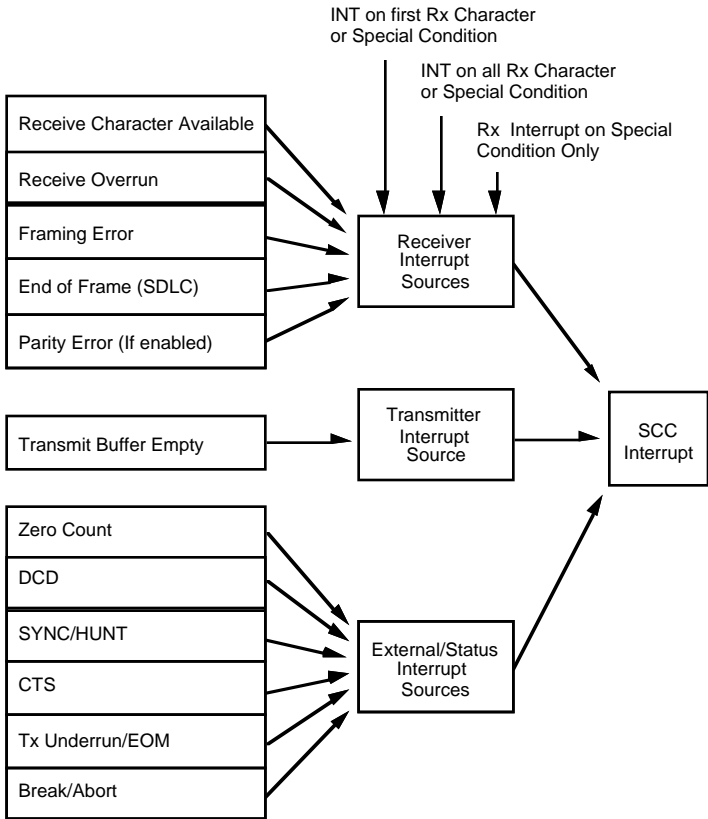 INT on first Rx Character
or Special Condition
INT on all Rx Character
or Special Condition
Rx Interrupt on Special
Condition Only
Receive Character Available
Receive Overrun
Framing Error
End of Frame (SDLC)
Parity Error (If enabled)
Receiver
Interrupt
Sources
Transmit Buffer Empty
Transmitter
Interrupt
Source
SCC
Interrupt
Zero Count
DCD
SYNC/HUNT
CTS
Tx Underrun/EOM
Break/Abort
External/Status
Interrupt
Sources